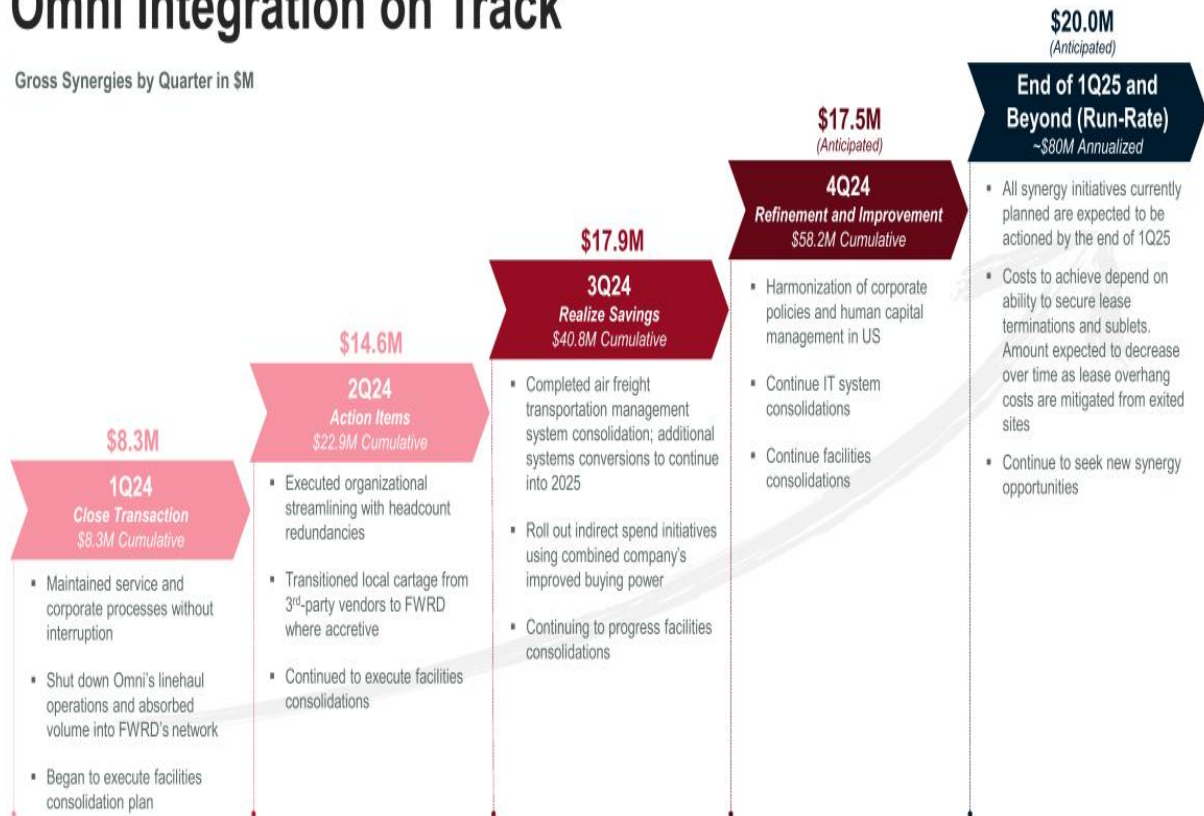 Omni Integration on Track
Gross Synergies by Quarter in $M
$8.3M
1Q24
Close Transaction
$8.3M Cumulative
▪ Maintained service and
corporate processes without
interruption
▪ Shut down Omni's linehaul
operations and absorbed
volume into FWRD's network
▪ Began to execute facilities
consolidation plan
$14.6M
2Q24
Action Items
$22.9M Cumulative
▪ Executed organizational
streamlining with headcount
redundancies
▪ Transitioned local cartage from
3rd-party vendors to FWRD
where accretive
▪ Continued to execute facilities
consolidations
$17.9M
3Q24
Realize Savings
$40.8M Cumulative
▪ Completed air freight
transportation management
system consolidation; additional
systems conversions to continue
into 2025
▪ Roll out indirect spend initiatives
using combined company's
improved buying power
▪ Continuing to progress facilities
consolidations
$17.5M
(Anticipated)
4Q24
Refinement and Improvement
$58.2M Cumulative
▪ Harmonization of corporate
policies and human capital
management in US
▪ Continue IT system
consolidations
▪ Continue facilities
consolidations
$20.0M
(Anticipated)
End of 1Q25 and
Beyond (Run-Rate)
~$80M Annualized
▪ All synergy initiatives currently
planned are expected to be
actioned by the end of 1Q25
▪ Costs to achieve depend on
ability to secure lease
terminations and sublets.
Amount expected to decrease
over time as lease overhang
costs are mitigated from exited
sites
▪ Continue to seek new synergy
opportunities